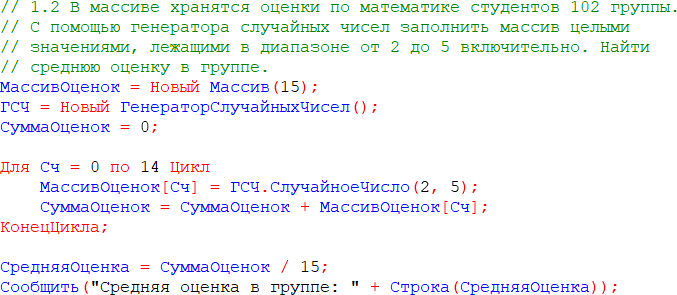 // 1.2 В массиве хранятся оценки по математике студентов 102 группы.
// С помощью генератора случайных чисел заполнить массив целыми
// значениями, лежащими в диапазоне от 2 до 5 включительно. Найти
// среднюю оценку в группе.
МассивОценок = Новый Массив(15);
ГСЧ = Новый ГенераторСлучайныхЧисел();
СуммаОценок = 0;

Для Сч = 0 по 14 Цикл
    МассивОценок[Сч] = ГСЧ.СлучайноеЧисло(2, 5);
    СуммаОценок = СуммаОценок + МассивОценок[Сч];
КонецЦикла;

СредняяОценка = СуммаОценок / 15;
Сообщить("Средняя оценка в группе: " + Строка(СредняяОценка));